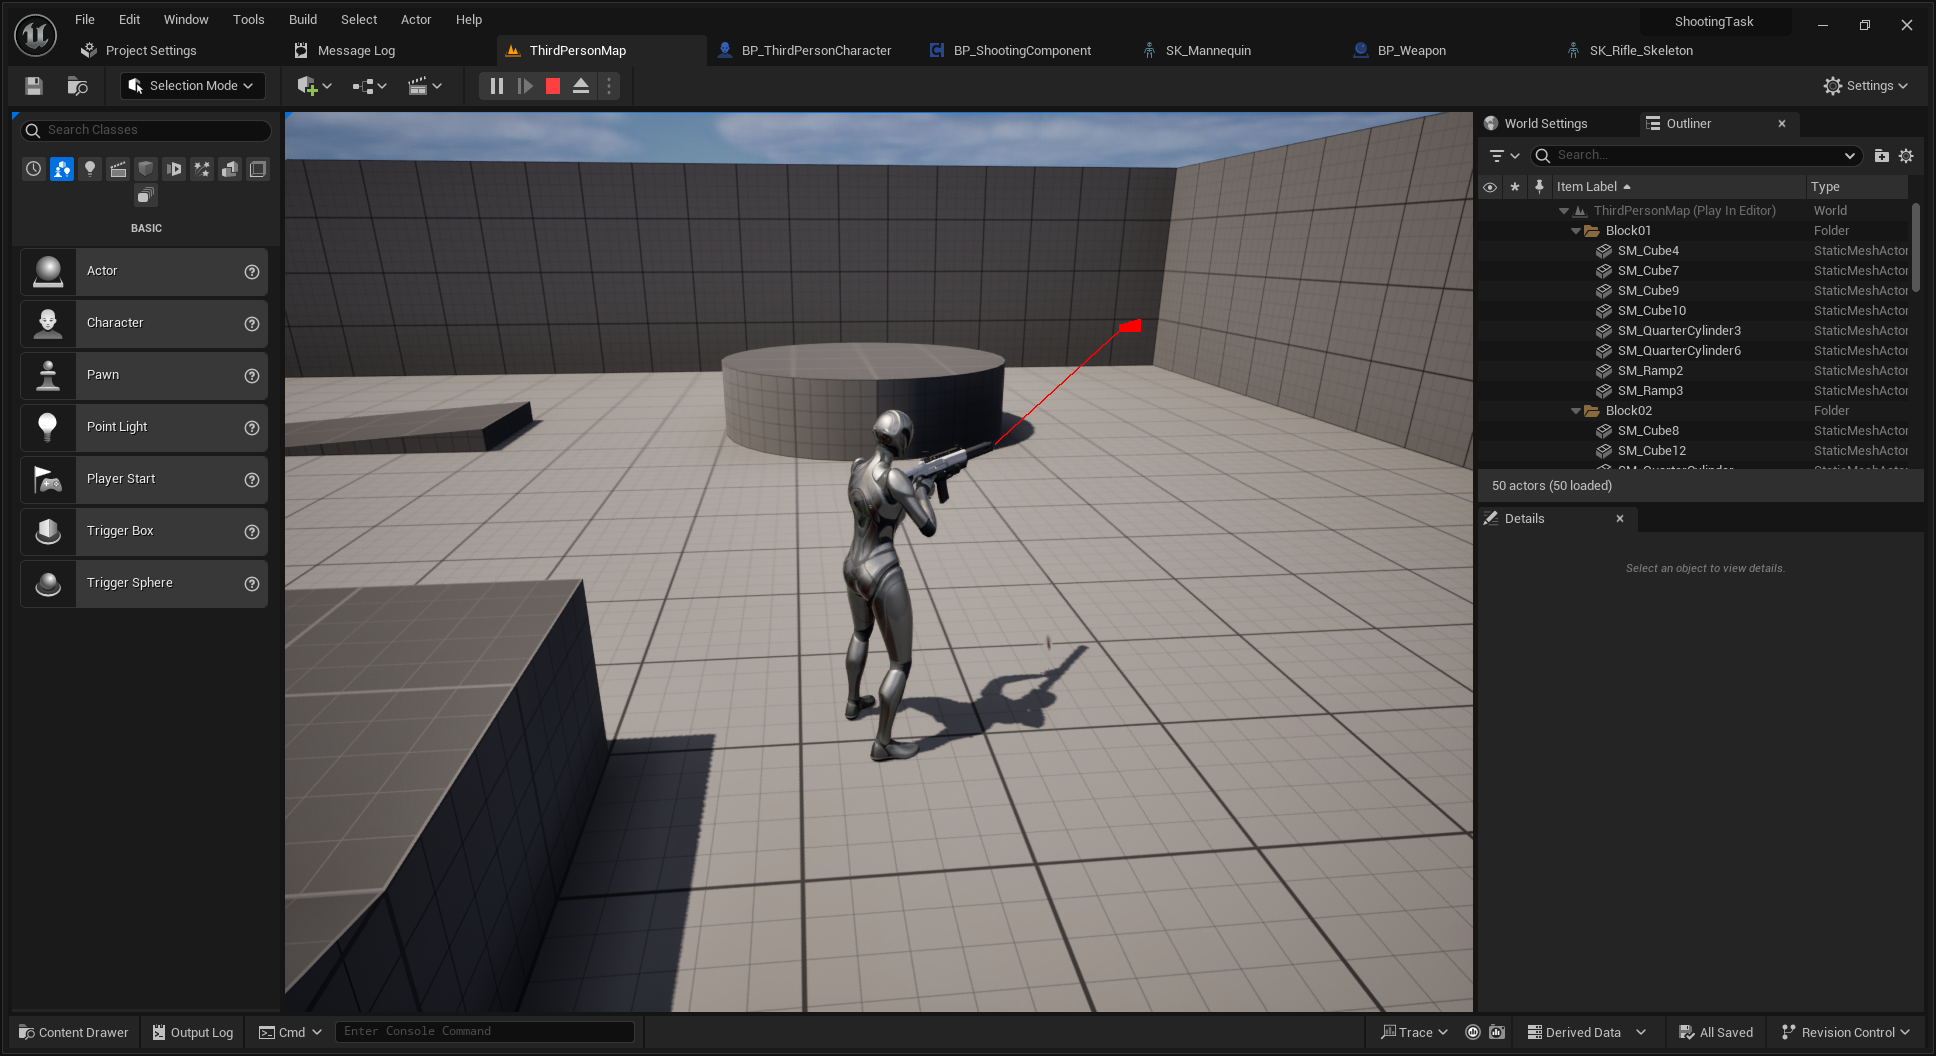 File Edit Window Tools Build Select Actor Help
ShootingTask
Project Settings
Message Log
ThirdPersonMap
BP_ThirdPersonCharacter
BP_ShootingComponent
SK_Mannequin
BP_Weapon
SK_Rifle_Skeleton
Selection Mode
Settings
Search Classes
BASIC
Actor
Character
Pawn
Point Light
Player Start
Trigger Box
Trigger Sphere
World Settings
Outliner
Search...
Item Label Type
ThirdPersonMap (Play In Editor) World
Block01 Folder
SM_Cube4 StaticMeshActor
SM_Cube7 StaticMeshActor
SM_Cube9 StaticMeshActor
SM_Cube10 StaticMeshActor
SM_QuarterCylinder3 StaticMeshActor
SM_QuarterCylinder6 StaticMeshActor
SM_Ramp2 StaticMeshActor
SM_Ramp3 StaticMeshActor
Block02 Folder
SM_Cube8 StaticMeshActor
SM_Cube12 StaticMeshActor
50 actors (50 loaded)
Details
Select an object to view details.
Content Drawer
Output Log
Cmd
Enter Console Command
Trace
Derived Data
All Saved
Revision Control